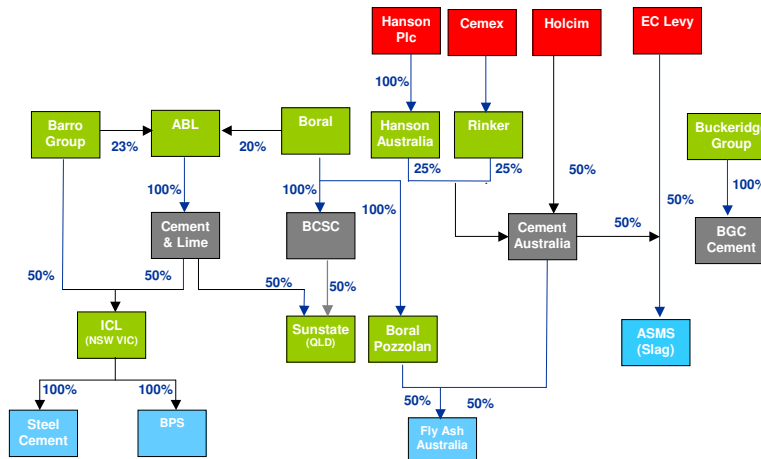 Hanson
Plc
Cemex
Holcim
EC Levy
100%
Barro
Group
ABL
Boral
Hanson
Australia
Rinker
Buckeridge
Group
23%
20%
25%
25%
50%
100%
100%
100%
100%
50%
Cement
& Lime
BCSC
Cement
Australia
50%
BGC
Cement
50%
50%
50%
50%
ICL
(NSW VIC)
Sunstate
(QLD)
Boral
Pozzolan
ASMS
(Slag)
100%
100%
50%
50%
Steel
Cement
BPS
Fly Ash
Australia